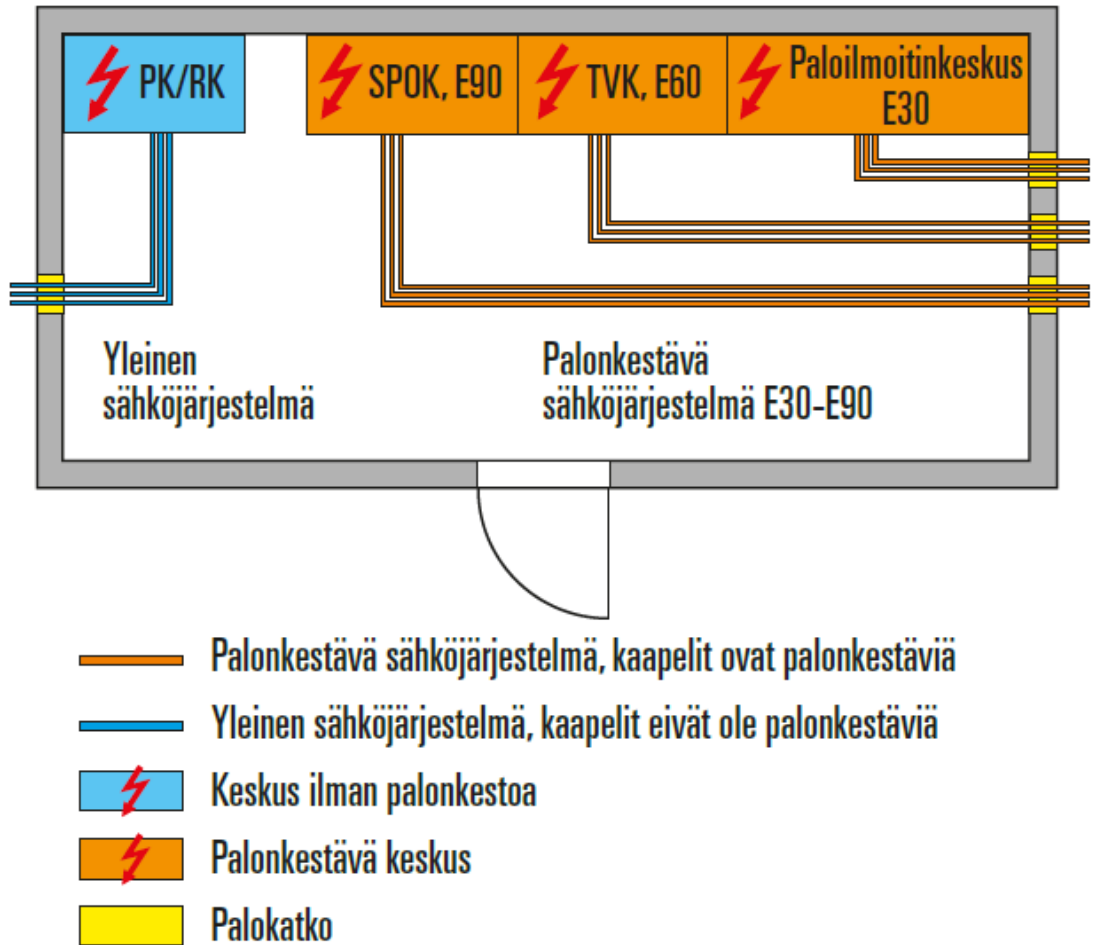 PK/RK
SPOK, E90
TVK, E60
Paloilmoitinkeskus
E30
Yleinen
sähköjärjestelmä
Palonkestävä
sähköjärjestelmä E30-E90
Palonkestävä sähköjärjestelmä, kaapelit ovat palonkestäviä
Yleinen sähköjärjestelmä, kaapelit eivät ole palonkestäviä
Keskus ilman palonkestoa
Palonkestävä keskus
Palokatko